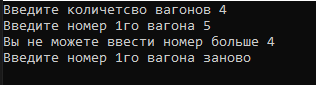 Введите количетсво вагонов 4
Введите номер 1го вагона 5
Вы не можете ввести номер больше 4
Введите номер 1го вагона заново